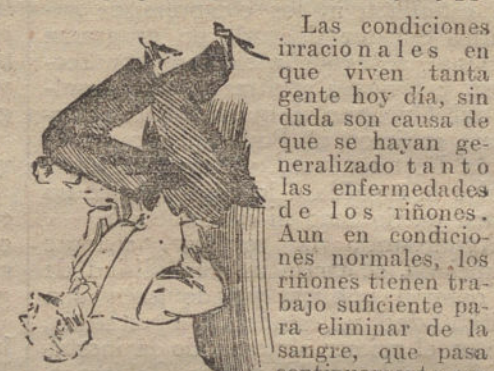 Las condiciones
irracionales en
que viven tanta
gente hoy día, sin
duda son causa de
que se hayan ge-
neralizado tanto
las enfermedades
de los riñones.
Aun en condicio-
nes normales, los
riñones tienen tra-
bajo suficiente pa-
ra eliminar de la
sangre, que pasa